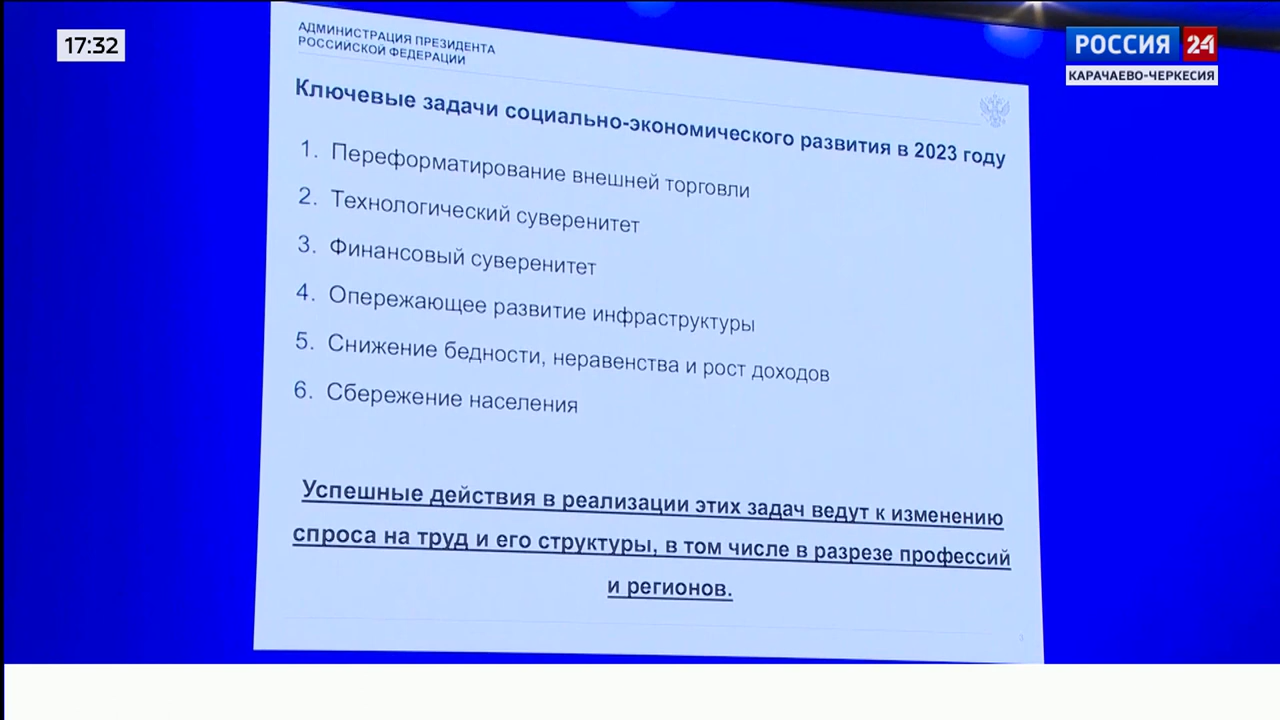 17:32
АДМИНИСТРАЦИЯ ПРЕЗИДЕНТА
РОССИЙСКОЙ ФЕДЕРАЦИИ
РОССИЯ 24
КАРАЧАЕВО-ЧЕРКЕСИЯ
Ключевые задачи социально-экономического развития в 2023 году
1. Переформатирование внешней торговли
2. Технологический суверенитет
3. Финансовый суверенитет
4. Опережающее развитие инфраструктуры
5. Снижение бедности, неравенства и рост доходов
6. Сбережение населения
Успешные действия в реализации этих задач ведут к изменению
спроса на труд и его структуры, в том числе в разрезе профессий
и регионов.
3